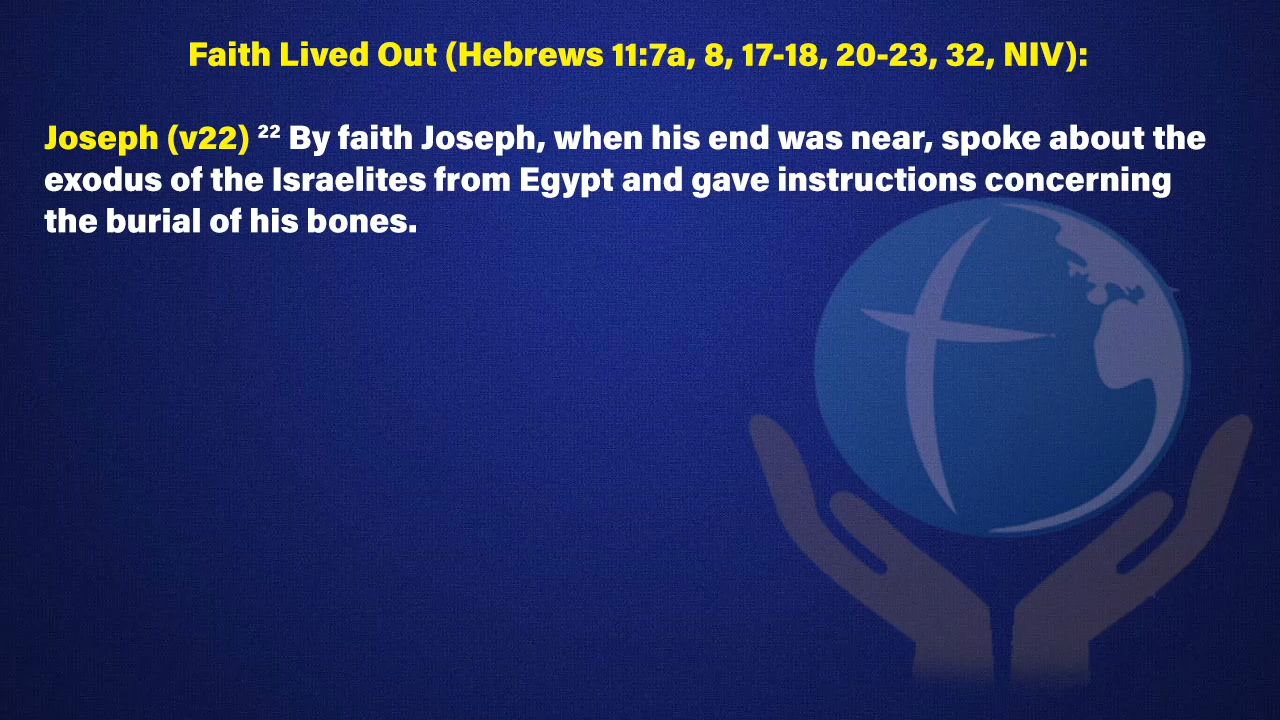 Faith Lived Out (Hebrews 11:7a, 8, 17-18, 20-23, 32, NIV):
Joseph (v22) ²² By faith Joseph, when his end was near, spoke about the
exodus of the Israelites from Egypt and gave instructions concerning
the burial of his bones.